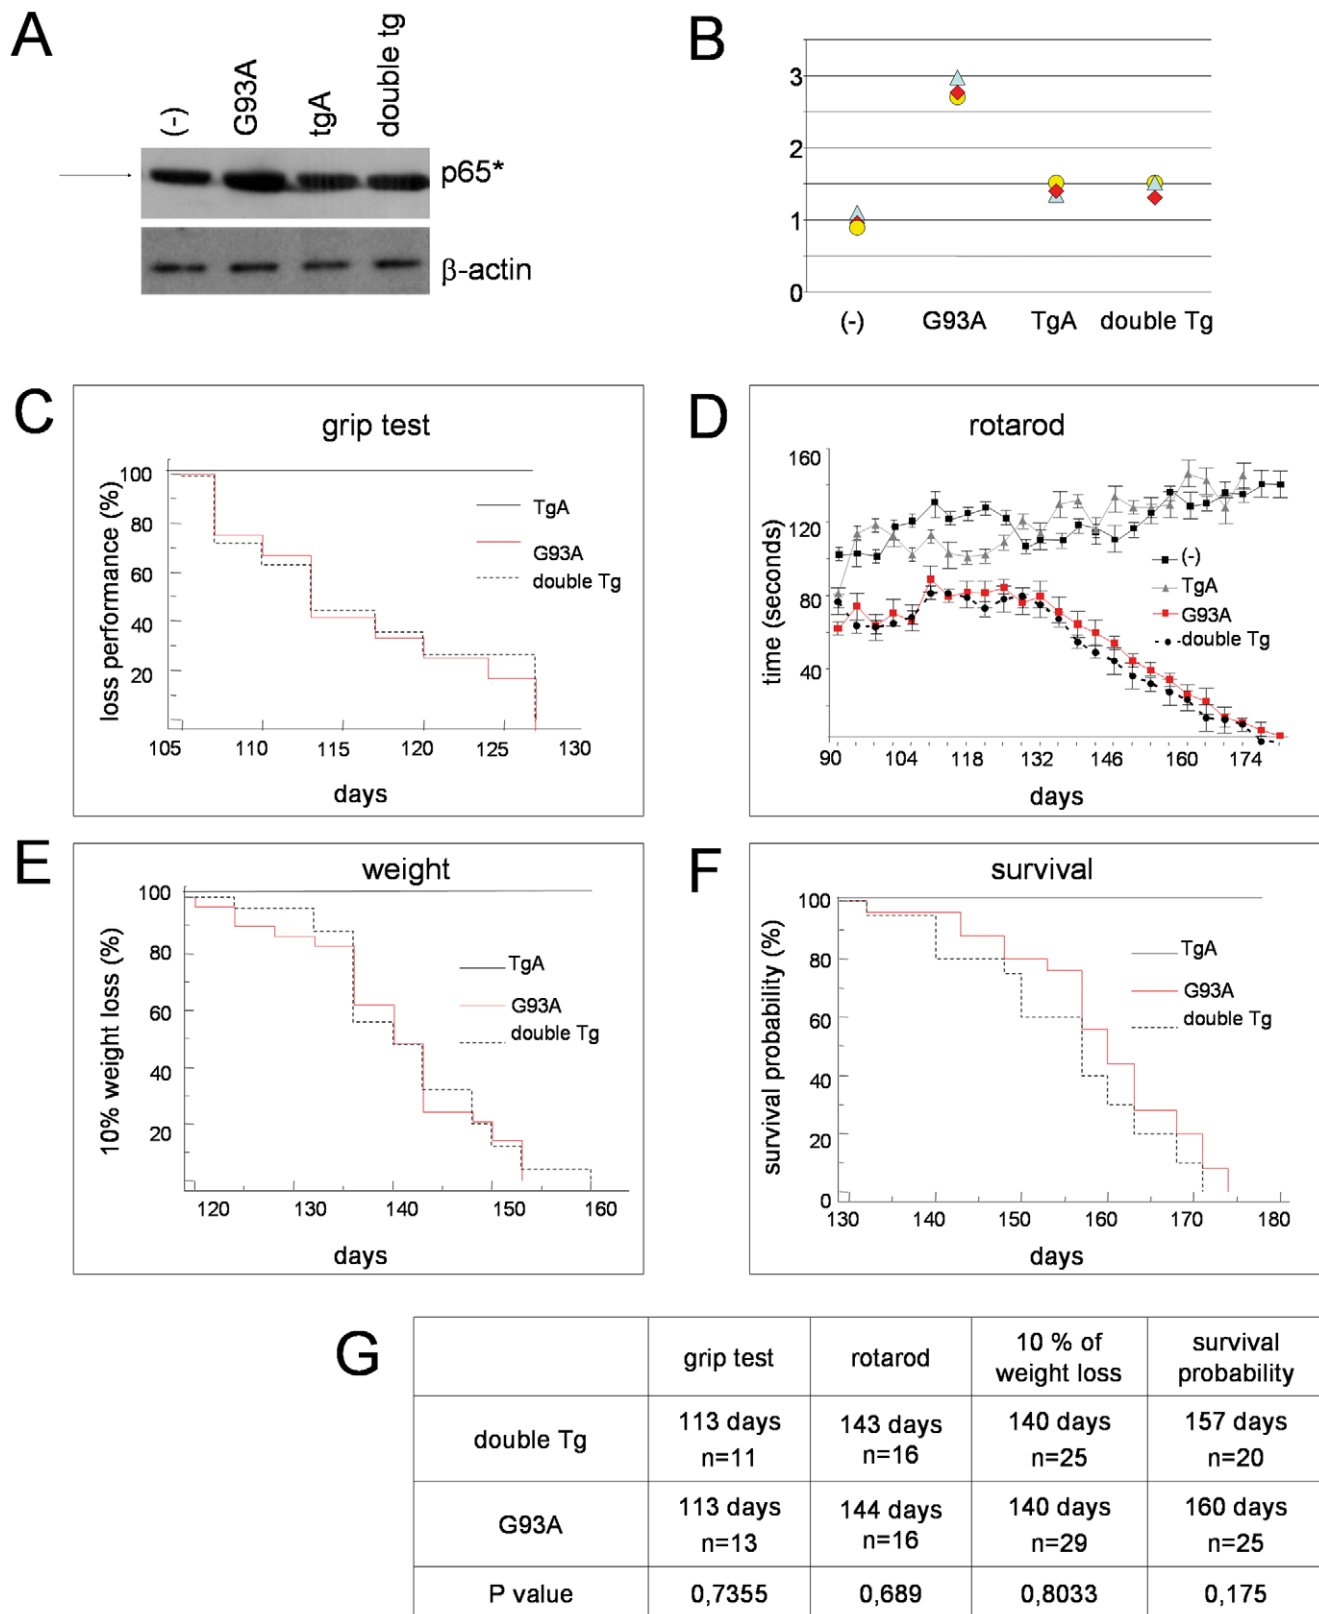 A
(-)
G93A
tgA
double tg
p65*
β-actin
B
3
2
1
0
(-) G93A TgA double Tg
C
grip test
loss performance (%)
100
80
60
40
20
TgA
G93A
double Tg
105 110 115 120 125 130
days
D
rotarod
time (seconds)
160
120
80
40
(-)
TgA
G93A
double Tg
90 104 118 132 146 160 174
days
E
weight
10% weight loss (%)
100
80
60
40
20
TgA
G93A
double Tg
120 130 140 150 160
days
F
survival
survival probability (%)
100
80
60
40
20
0
TgA
G93A
double Tg
130 140 150 160 170 180
days
G
grip test rotarod 10 % of weight loss survival probability
double Tg 113 days n=11 143 days n=16 140 days n=25 157 days n=20
G93A 113 days n=13 144 days n=16 140 days n=29 160 days n=25
P value 0,7355 0,689 0,8033 0,175